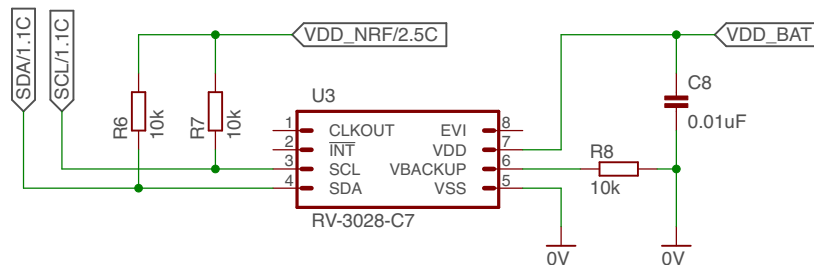 SDA/1.1C
SCL/1.1C
VDD_NRF/2.5C
VDD_BAT
R6
10k
R7
10k
U3
1 CLKOUT EVI 8
2 INT VDD 7
3 SCL VBACKUP 6
4 SDA VSS 5
RV-3028-C7
R8
10k
C8
0.01uF
0V
0V